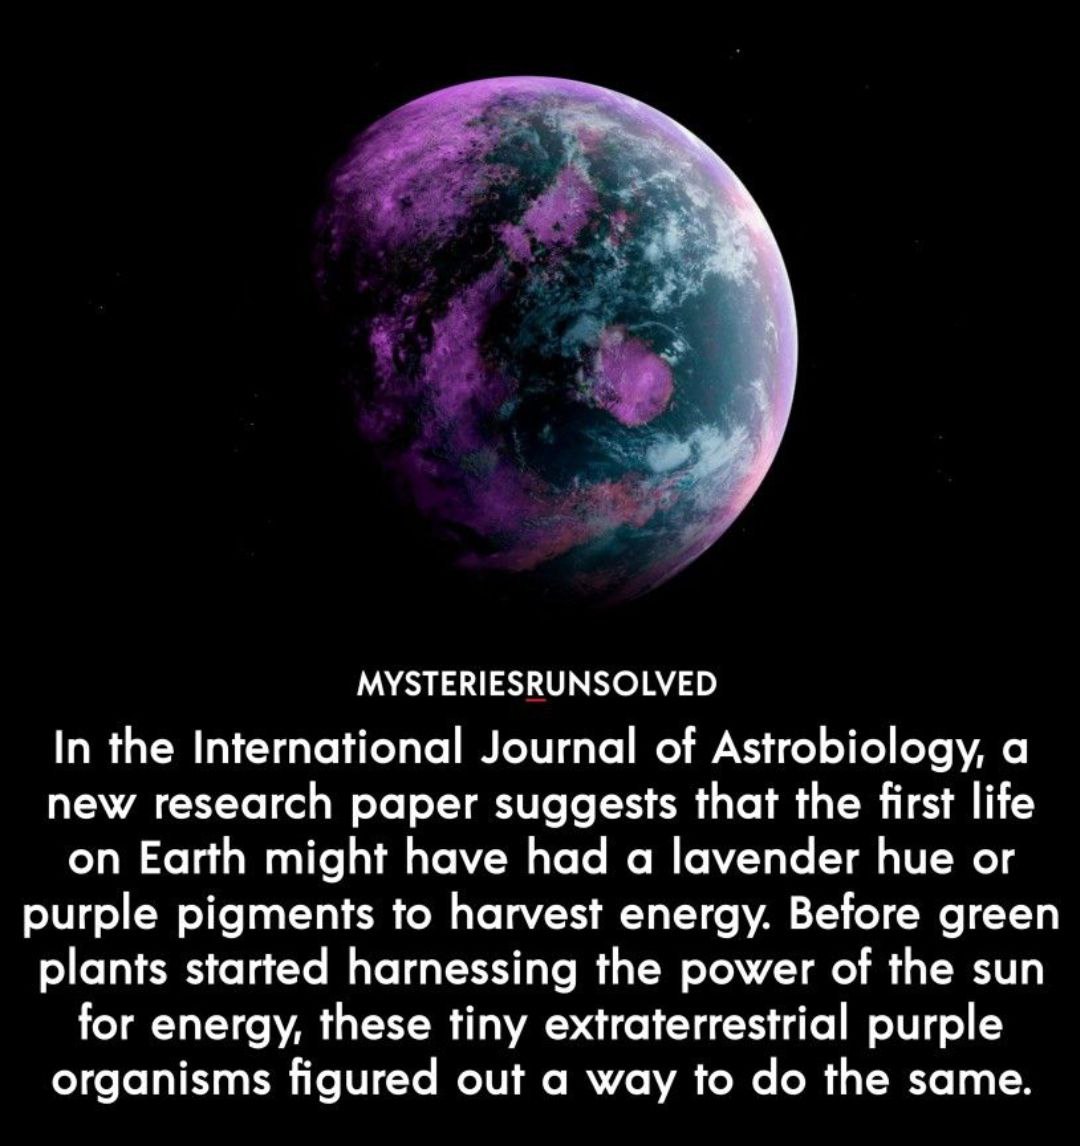 MYSTERIESRUNSOLVED
In the International Journal of Astrobiology, a
new research paper suggests that the first life
on Earth might have had a lavender hue or
purple pigments to harvest energy. Before green
plants started harnessing the power of the sun
for energy, these tiny extraterrestrial purple
organisms figured out a way to do the same.